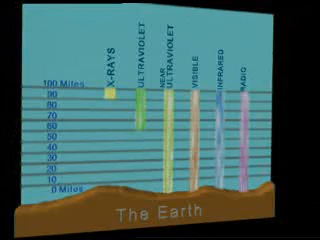 X-RAYS
ULTRAVIOLET
NEAR
ULTRAVIOLET
VISIBLE
INFRARED
RADIO
100 Miles
90
80
70
60
50
40
30
20
10
0 Miles
The Earth